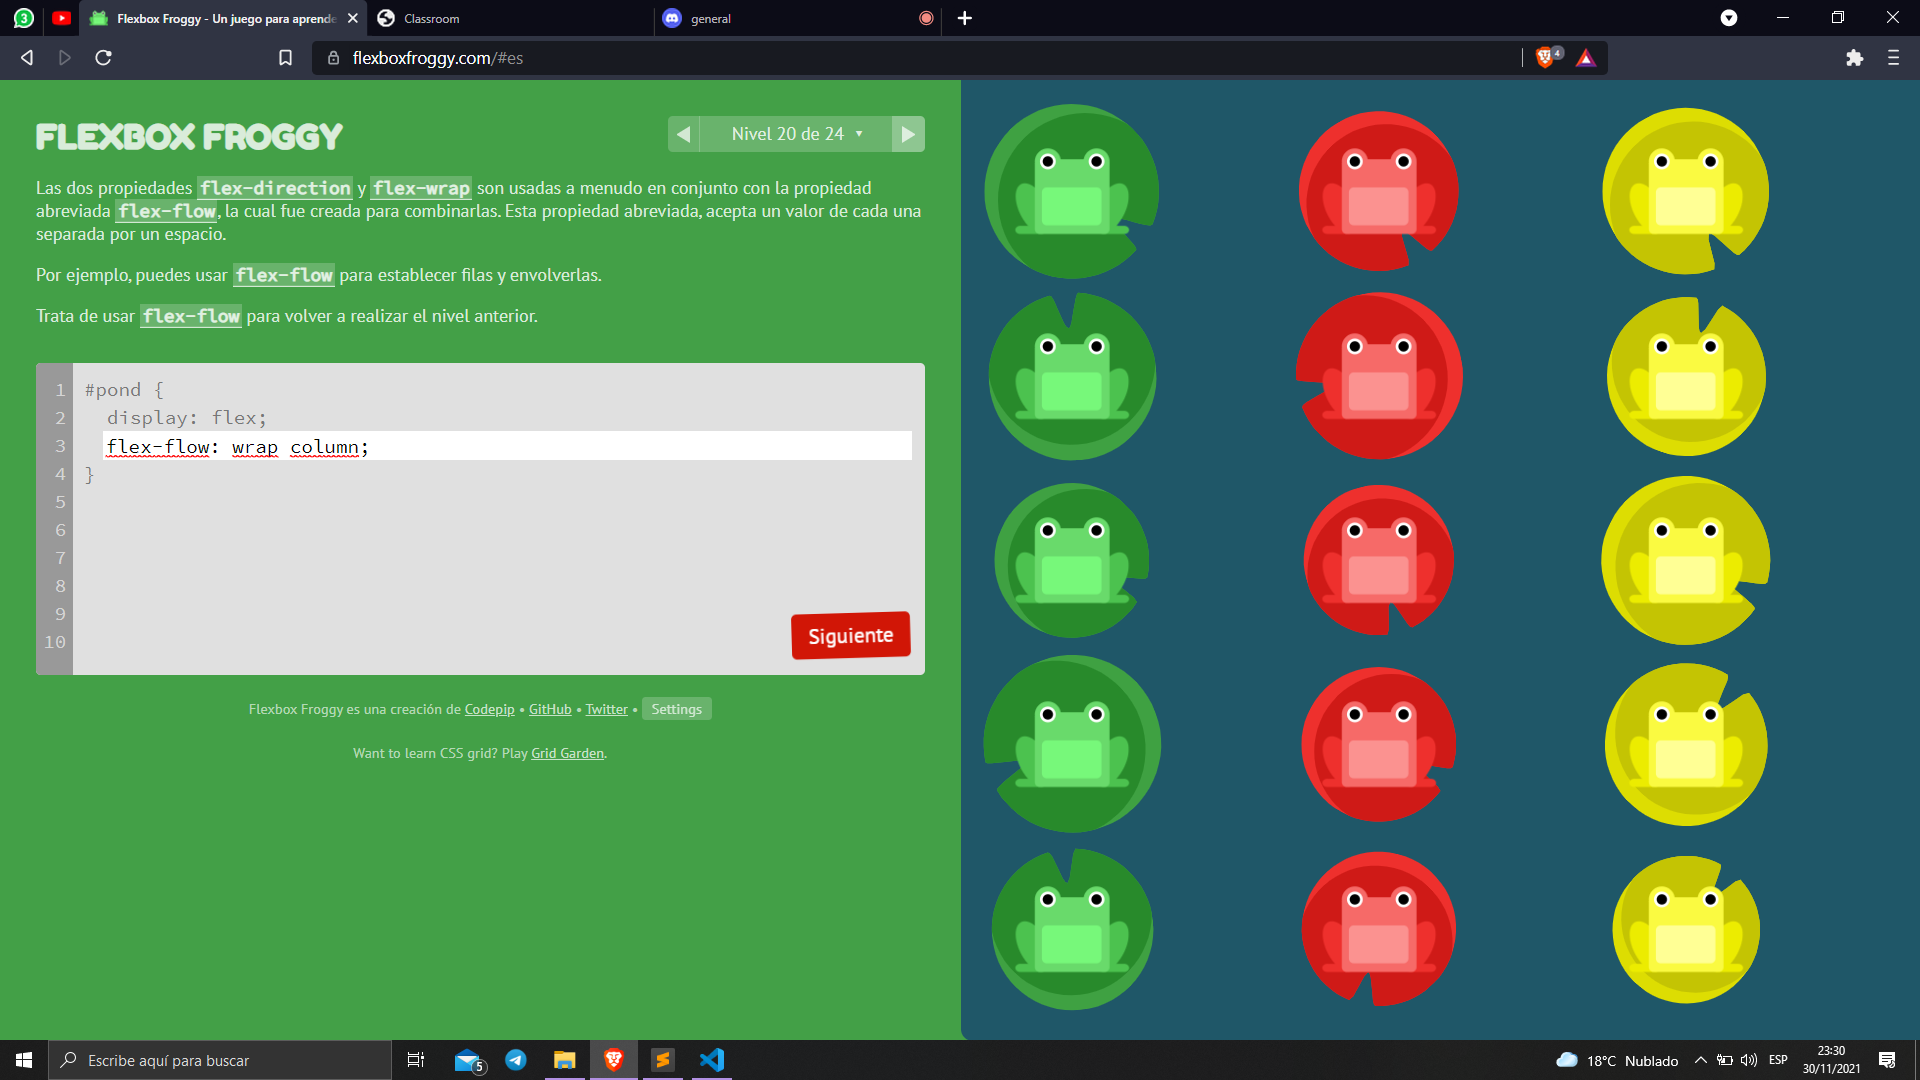 3
Flexbox Froggy - Un juego para aprende
Classroom
general
flexboxfroggy.com/#es
4
FLEXBOX FROGGY
Nivel 20 de 24 ▼
Las dos propiedades flex-direction y flex-wrap son usadas a menudo en conjunto con la propiedad
abreviada flex-flow, la cual fue creada para combinarlas. Esta propiedad abreviada, acepta un valor de cada una
separada por un espacio.
Por ejemplo, puedes usar flex-flow para establecer filas y envolverlas.
Trata de usar flex-flow para volver a realizar el nivel anterior.
1 #pond {
2 display: flex;
3 flex-flow: wrap column;
4 }
5
6
7
8
9
10
Siguiente
Flexbox Froggy es una creación de Codepip • GitHub • Twitter • Settings
Want to learn CSS grid? Play Grid Garden.
Escribe aquí para buscar
5
18°C Nublado
ESP
23:30
30/11/2021